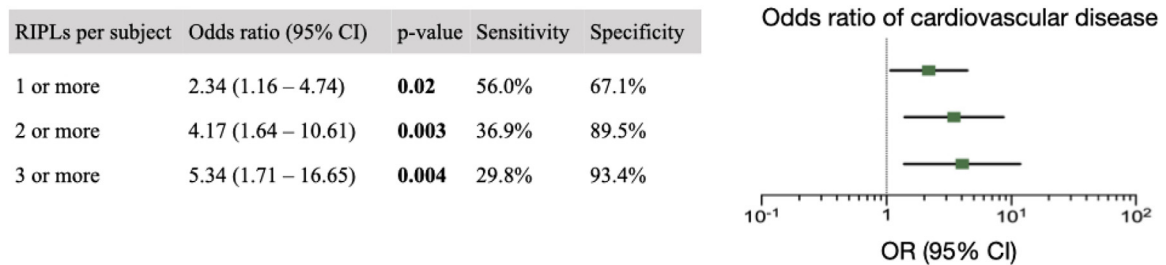 RIPLs per subject Odds ratio (95% CI) p-value Sensitivity Specificity
1 or more 2.34 (1.16 – 4.74) 0.02 56.0% 67.1%
2 or more 4.17 (1.64 – 10.61) 0.003 36.9% 89.5%
3 or more 5.34 (1.71 – 16.65) 0.004 29.8% 93.4%
Odds ratio of cardiovascular disease
10⁻¹ 1 10¹ 10²
OR (95% CI)